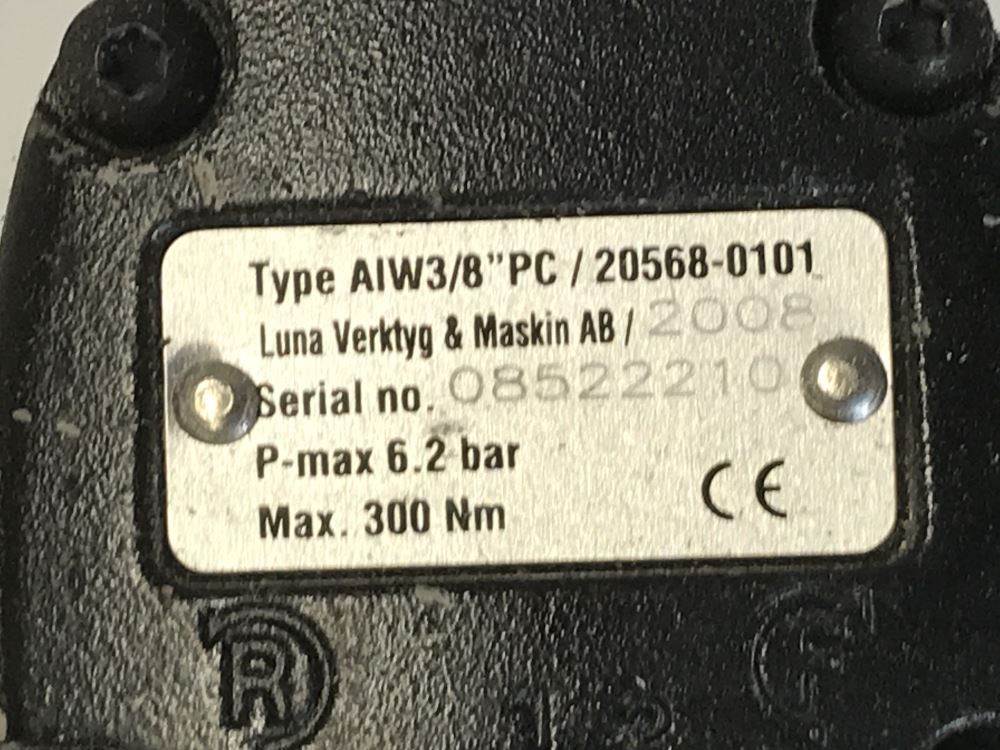 Type AIW3/8"PC / 20568-0101
Luna Verktyg & Maskin AB / 2008
Serial no. 08522210
P-max 6.2 bar
Max. 300 Nm
CE
R